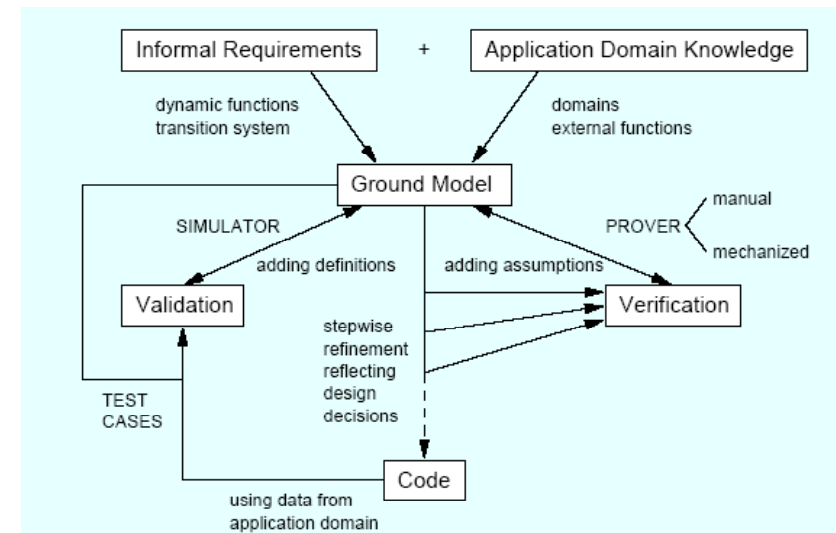 Informal Requirements
+
Application Domain Knowledge
dynamic functions
transition system
domains
external functions
Ground Model
SIMULATOR
adding definitions
adding assumptions
PROVER
manual
mechanized
Validation
Verification
stepwise
refinement
reflecting
design
decisions
TEST
CASES
Code
using data from
application domain